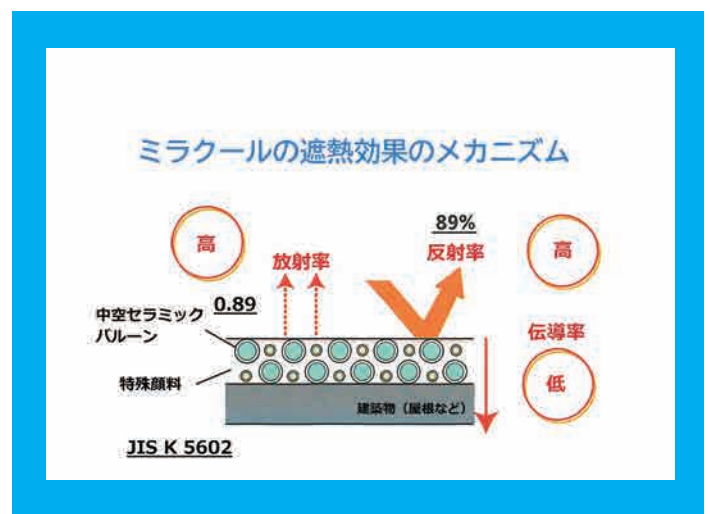 ミラクールの遮熱効果のメカニズム
高
放射率
89%
反射率
高
中空セラミック
バルーン
0.89
伝導率
特殊顔料
低
建築物（屋根など）
JIS K 5602